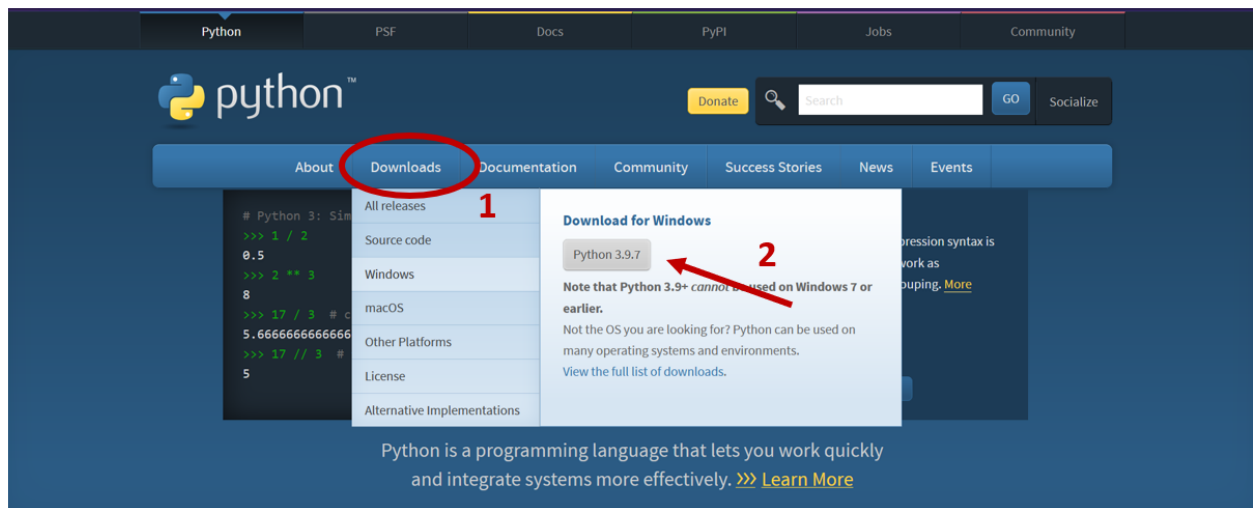 Python PSF Docs PyPI Jobs Community
python™
Donate Search GO Socialize
About Downloads Documentation Community Success Stories News Events
1
All releases
Source code
Windows
macOS
Other Platforms
License
Alternative Implementations
Download for Windows
Python 3.9.7
2
Note that Python 3.9+ cannot be used on Windows 7 or
earlier.
Not the OS you are looking for? Python can be used on
many operating systems and environments.
View the full list of downloads.
# Python 3: Sim
>>> 1 / 2
0.5
>>> 2 ** 3
8
>>> 17 / 3 # c
5.6666666666666
>>> 17 // 3 #
5
pression syntax is
work as
ouping. More
Python is a programming language that lets you work quickly
and integrate systems more effectively. >>> Learn More